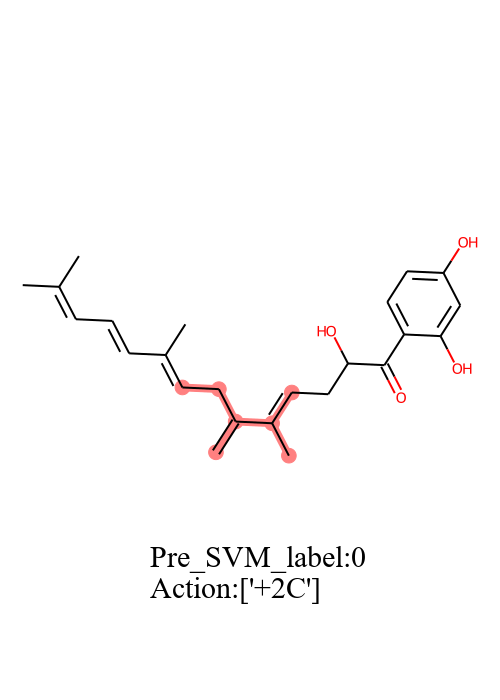 OH
HO
OH
O
Pre_SVM_label:0
Action:['+2C']